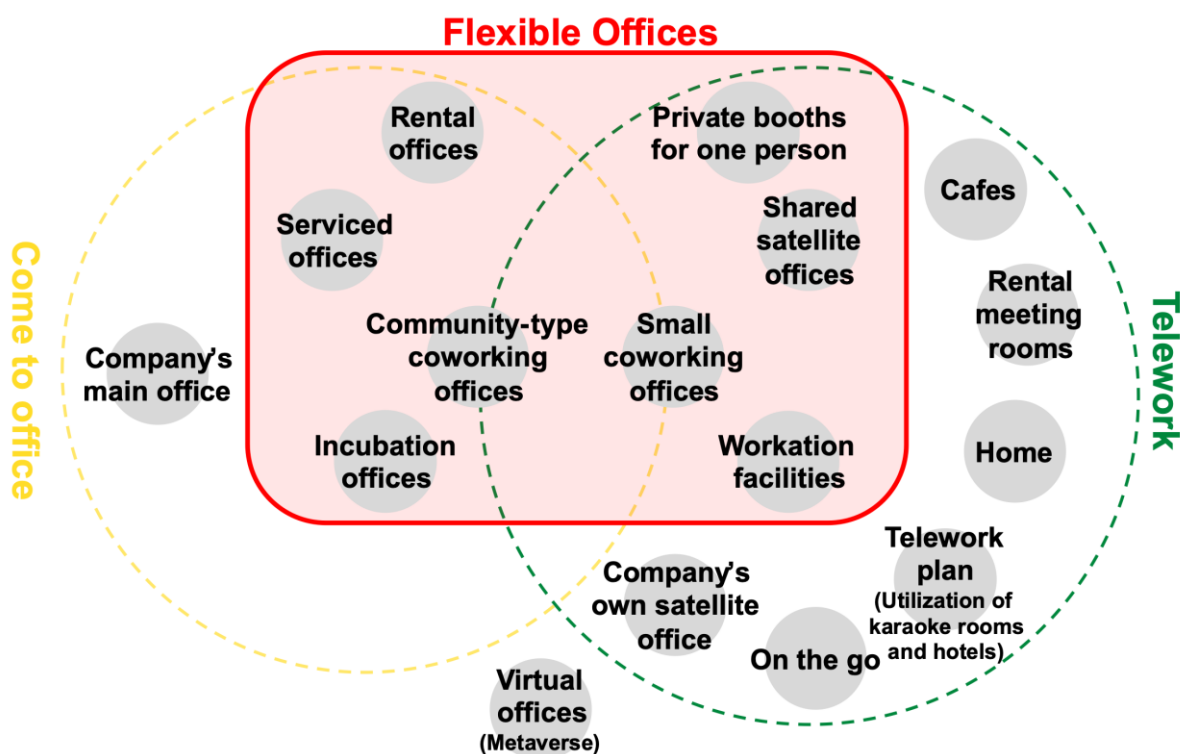 Flexible Offices
Rental
offices
Private booths
for one person
Cafes
Serviced
offices
Shared
satellite
offices
Come to office
Telework
Rental
meeting
rooms
Company's
main office
Community-type
coworking
offices
Small
coworking
offices
Incubation
offices
Workation
facilities
Home
Telework
plan
(Utilization of
karaoke rooms
and hotels)
Company's
own satellite
office
On the go
Virtual
offices
(Metaverse)